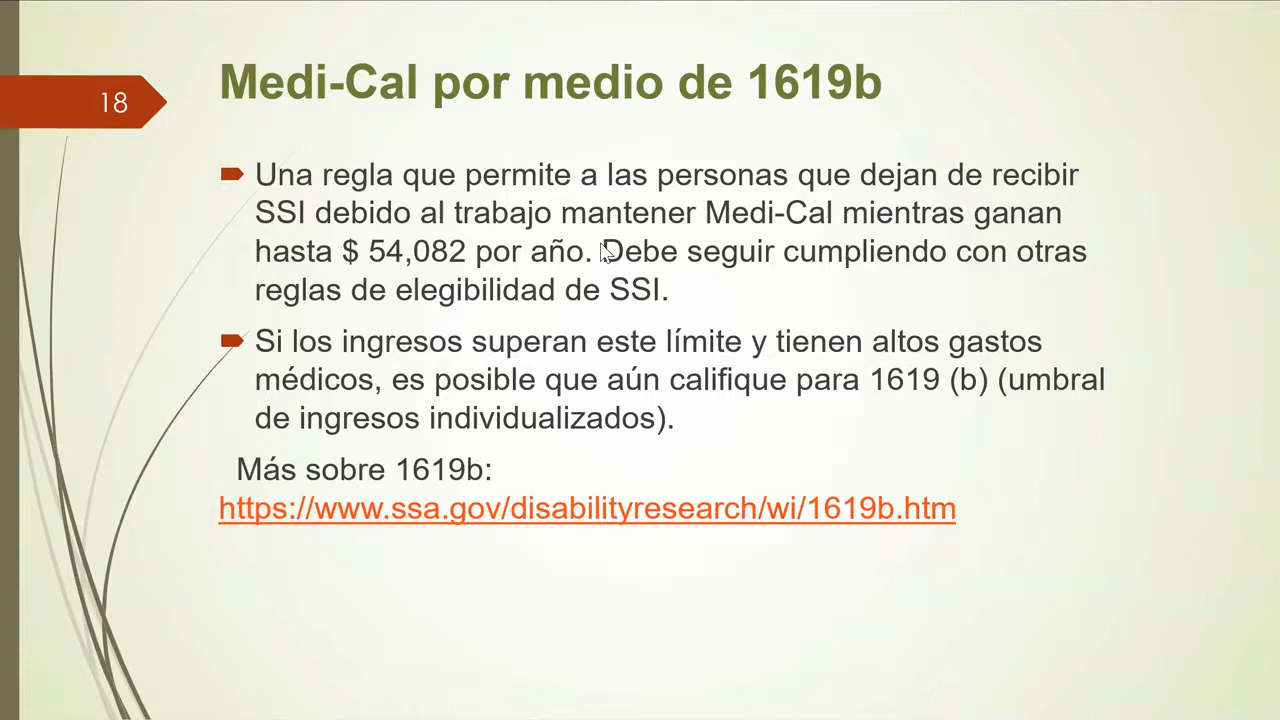 18
Medi-Cal por medio de 1619b
Una regla que permite a las personas que dejan de recibir
SSI debido al trabajo mantener Medi-Cal mientras ganan
hasta $ 54,082 por año. Debe seguir cumpliendo con otras
reglas de elegibilidad de SSI.
Si los ingresos superan este límite y tienen altos gastos
médicos, es posible que aún califique para 1619 (b) (umbral
de ingresos individualizados).
Más sobre 1619b:
https://www.ssa.gov/disabilityresearch/wi/1619b.htm